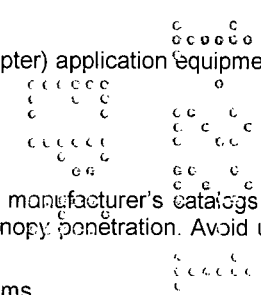 pter) application equipme
manufacturer's catalogs
nopy penetration. Avoid u
ms